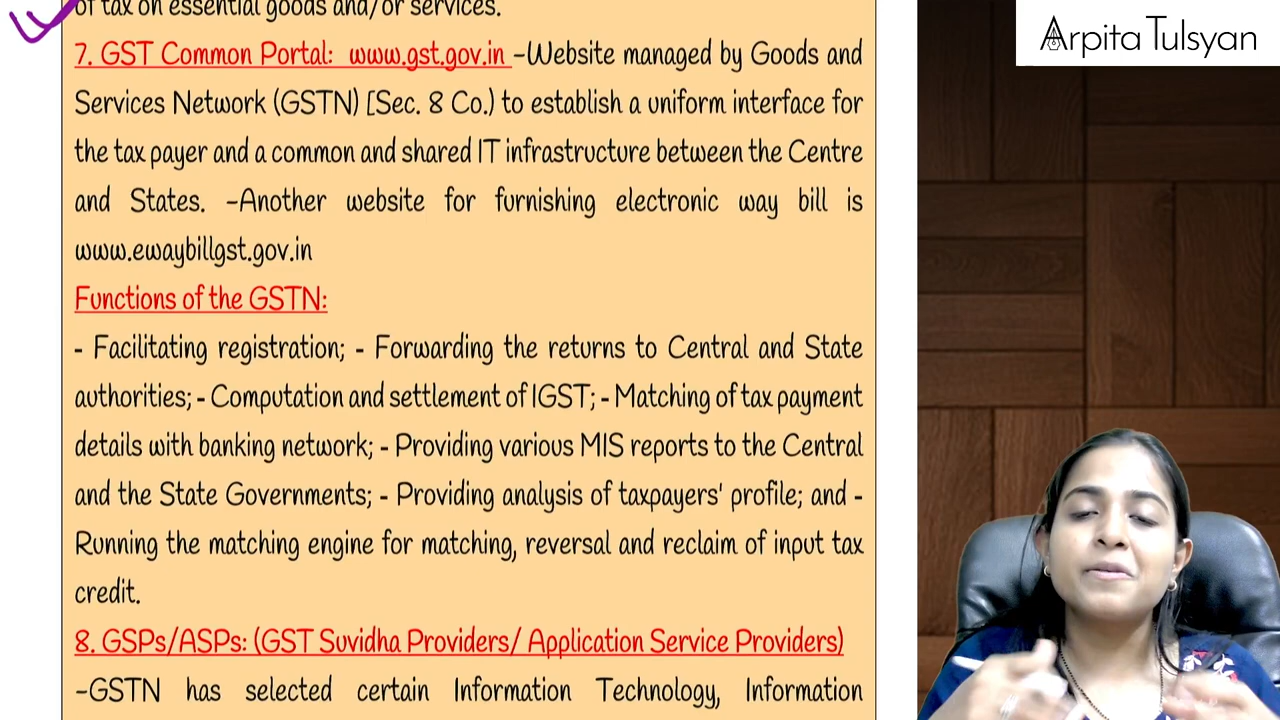 of tax on essential goods and/or services.
Arpita Tulsyan
7. GST Common Portal: www.gst.gov.in -Website managed by Goods and
Services Network (GSTN) [Sec. 8 Co.) to establish a uniform interface for
the tax payer and a common and shared IT infrastructure between the Centre
and States. -Another website for furnishing electronic way bill is
www.ewaybillgst.gov.in
Functions of the GSTN:
- Facilitating registration; - Forwarding the returns to Central and State
authorities; - Computation and settlement of IGST; - Matching of tax payment
details with banking network; - Providing various MIS reports to the Central
and the State Governments; - Providing analysis of taxpayers' profile; and -
Running the matching engine for matching, reversal and reclaim of input tax
credit.
8. GSPs/ASPs: (GST Suvidha Providers/ Application Service Providers)
-GSTN has selected certain Information Technology, Information